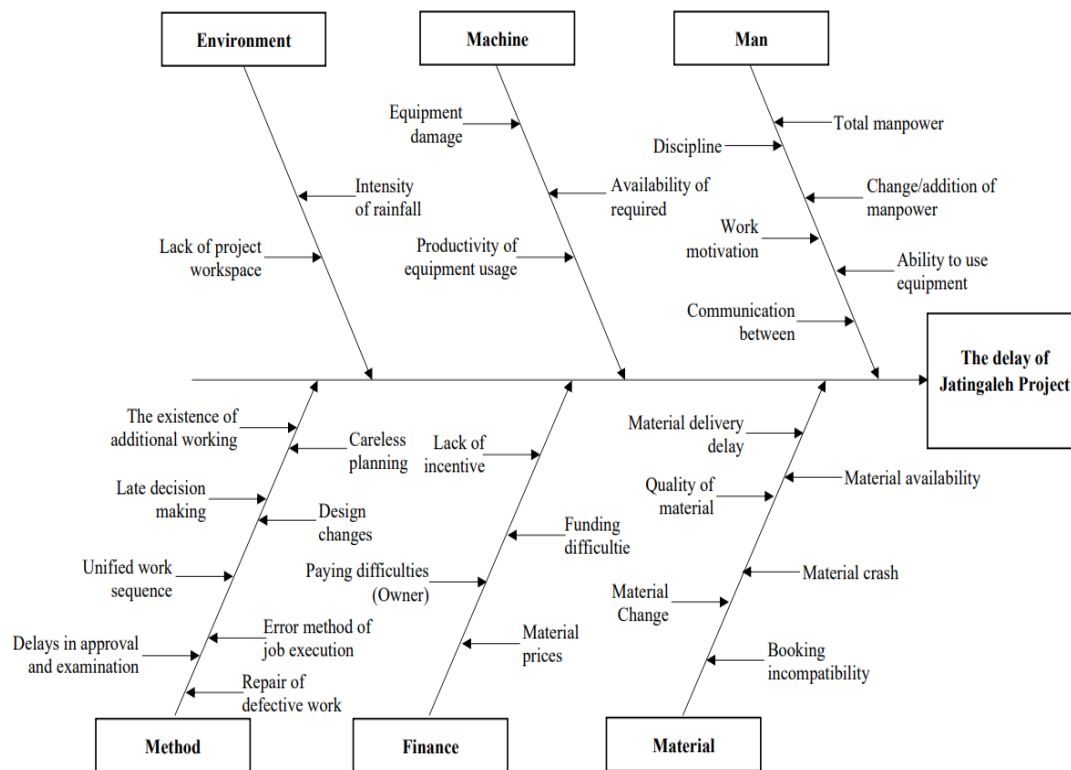 Environment
Machine
Man
Equipment
damage
Total manpower
Discipline
Intensity
of rainfall
Availability of
required
Change/addition of
manpower
Work
motivation
Lack of project
workspace
Productivity of
equipment usage
Ability to use
equipment
Communication
between
The delay of
Jatingaleh Project
The existence of
additional working
Careless
planning
Lack of
incentive
Material delivery
delay
Material availability
Quality of
material
Late decision
making
Design
changes
Funding
difficultie
Unified work
sequence
Paying difficulties
(Owner)
Material crash
Material
Change
Error method of
job execution
Delays in approval
and examination
Material
prices
Booking
incompatibility
Repair of
defective work
Method
Finance
Material